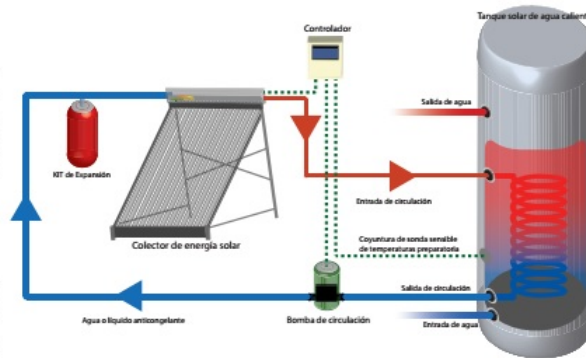 Tanque solar de agua calient
Controlador
Salida de agua
KIT de Expansión
Entrada de circulación
Colector de energía solar
Coyuntura de sonda sensible
de temperaturas preparatoria
Salida de circulación
Agua o líquido anticongelante
Bomba de circulación
Entrada de agua